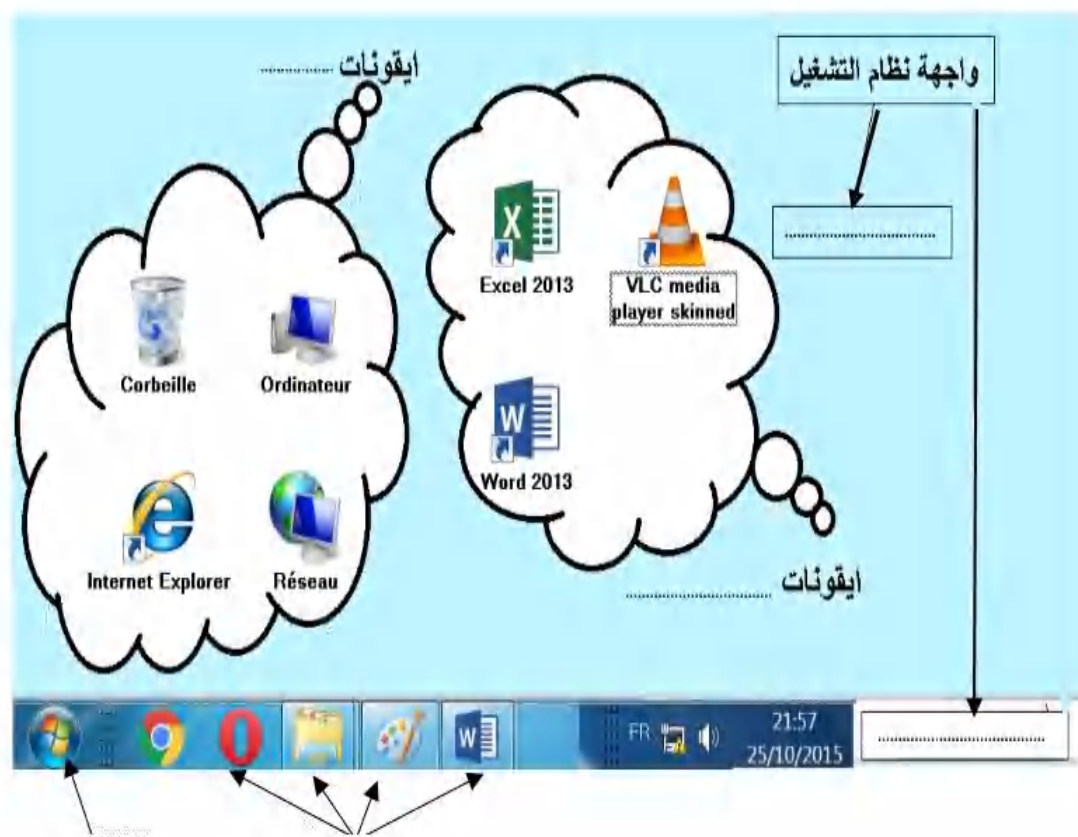 ايقونات ..............
واجهة نظام التشغيل
..............................
Excel 2013
VLC media
player skinned
Corbeille
Ordinateur
Word 2013
Internet Explorer
Réseau
ايقونات ..............................
FR
21:57
25/10/2015
..............................